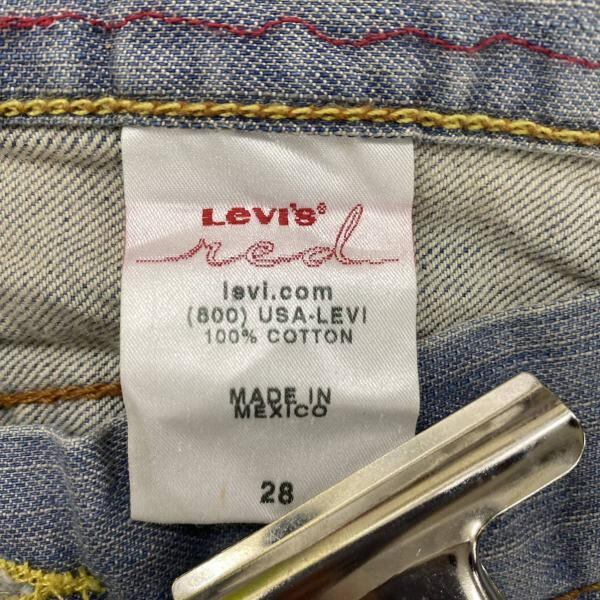 Levi's®
red
levi.com
(800) USA-LEVI
100% COTTON
MADE IN
MEXICO
28